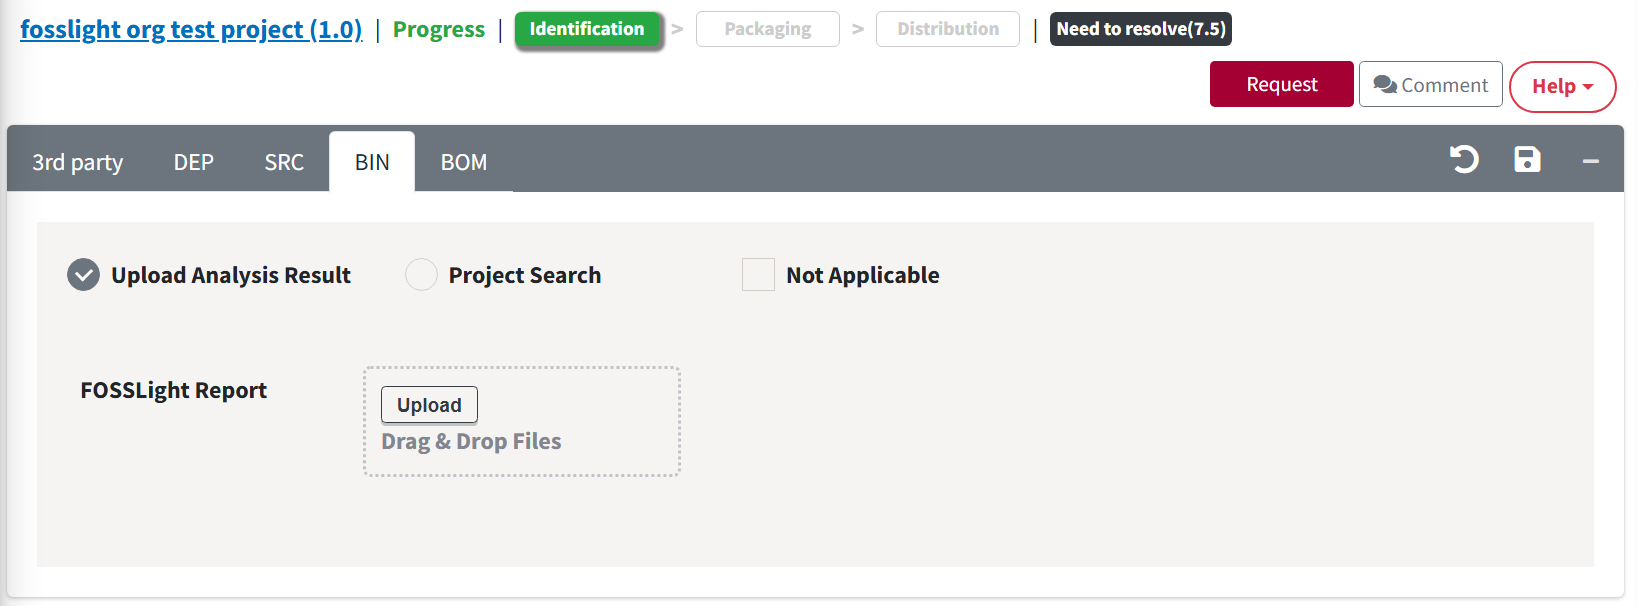 fosslight org test project (1.0) | Progress | Identification > Packaging > Distribution | Need to resolve(7.5)
Request Comment Help
3rd party DEP SRC BIN BOM
Upload Analysis Result Project Search Not Applicable
FOSSLight Report
Upload
Drag & Drop Files